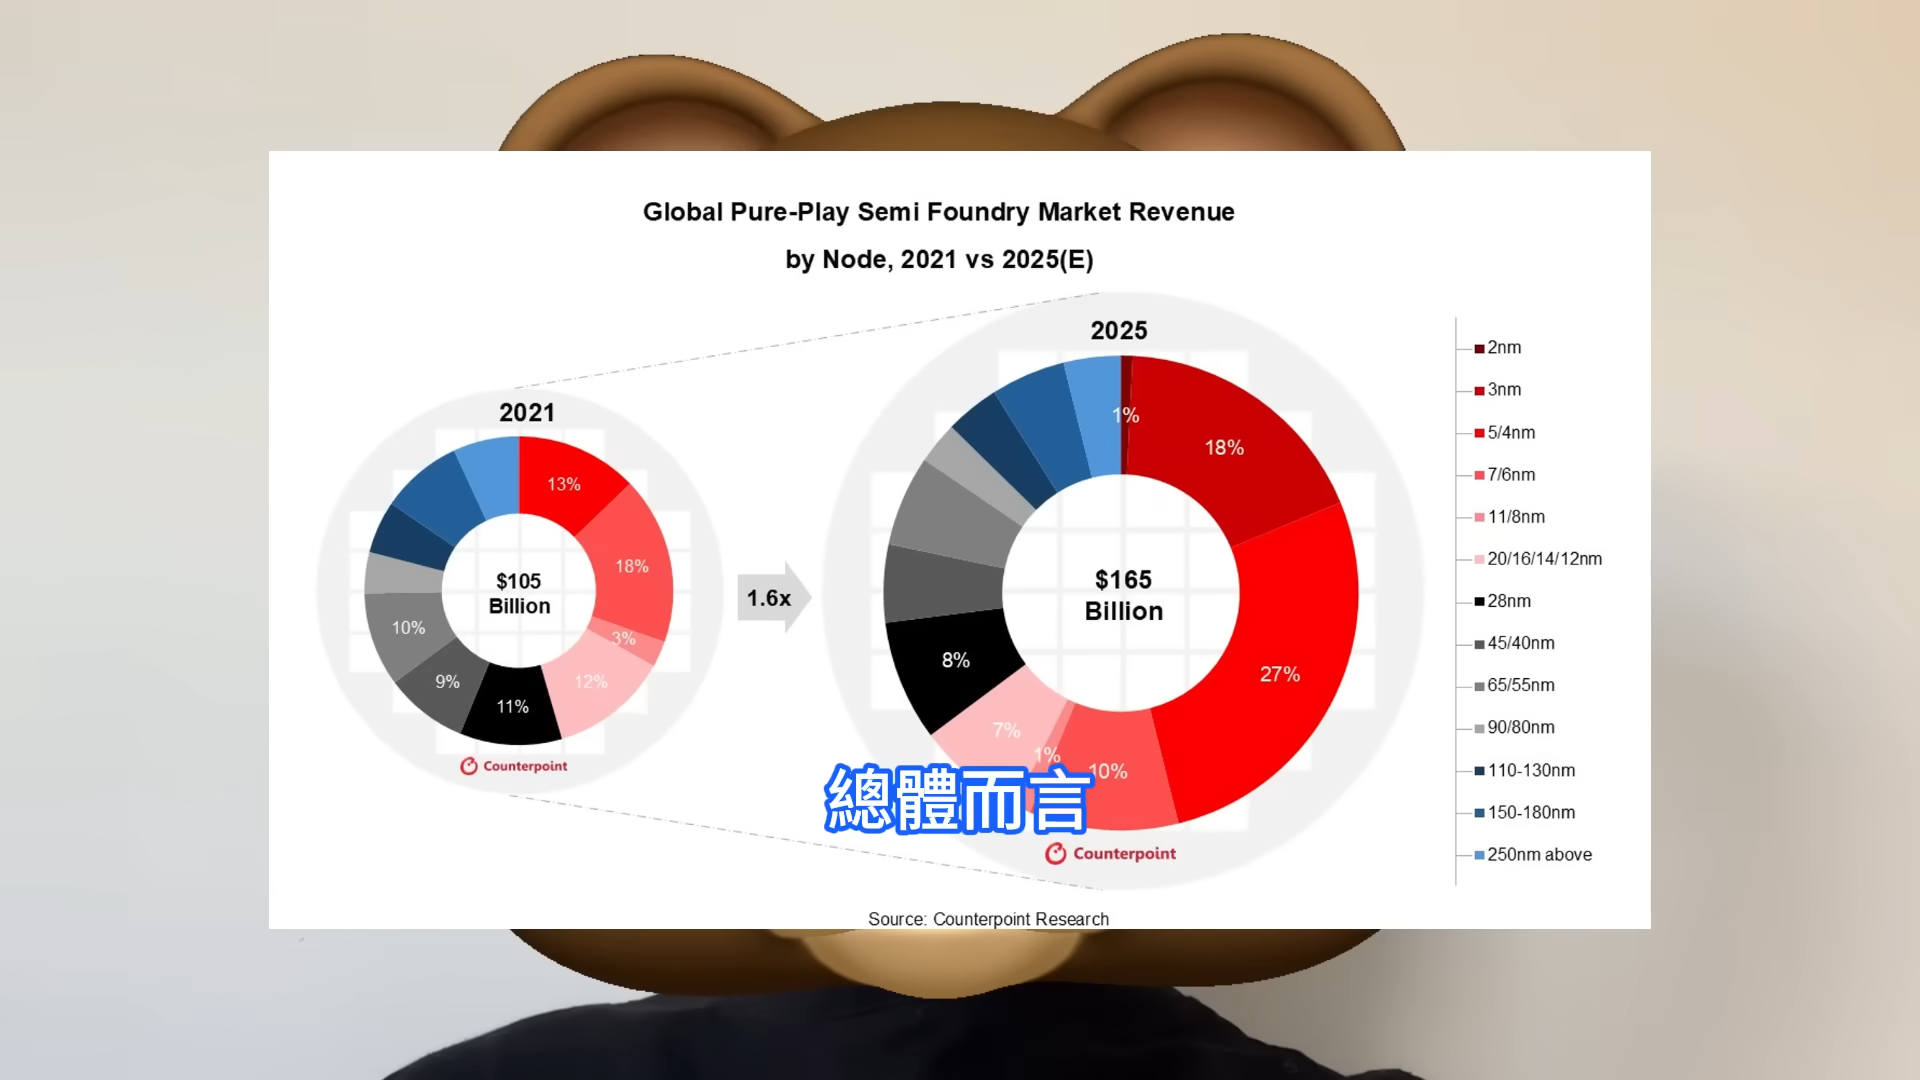 Global Pure-Play Semi Foundry Market Revenue
by Node, 2021 vs 2025(E)
2021
13%
18%
3%
12%
11%
9%
10%
$105
Billion
Counterpoint
1.6x
2025
1%
18%
27%
10%
1%
7%
8%
$165
Billion
Counterpoint
2nm
3nm
5/4nm
7/6nm
11/8nm
20/16/14/12nm
28nm
45/40nm
65/55nm
90/80nm
110-130nm
150-180nm
250nm above
總體而言
Source: Counterpoint Research